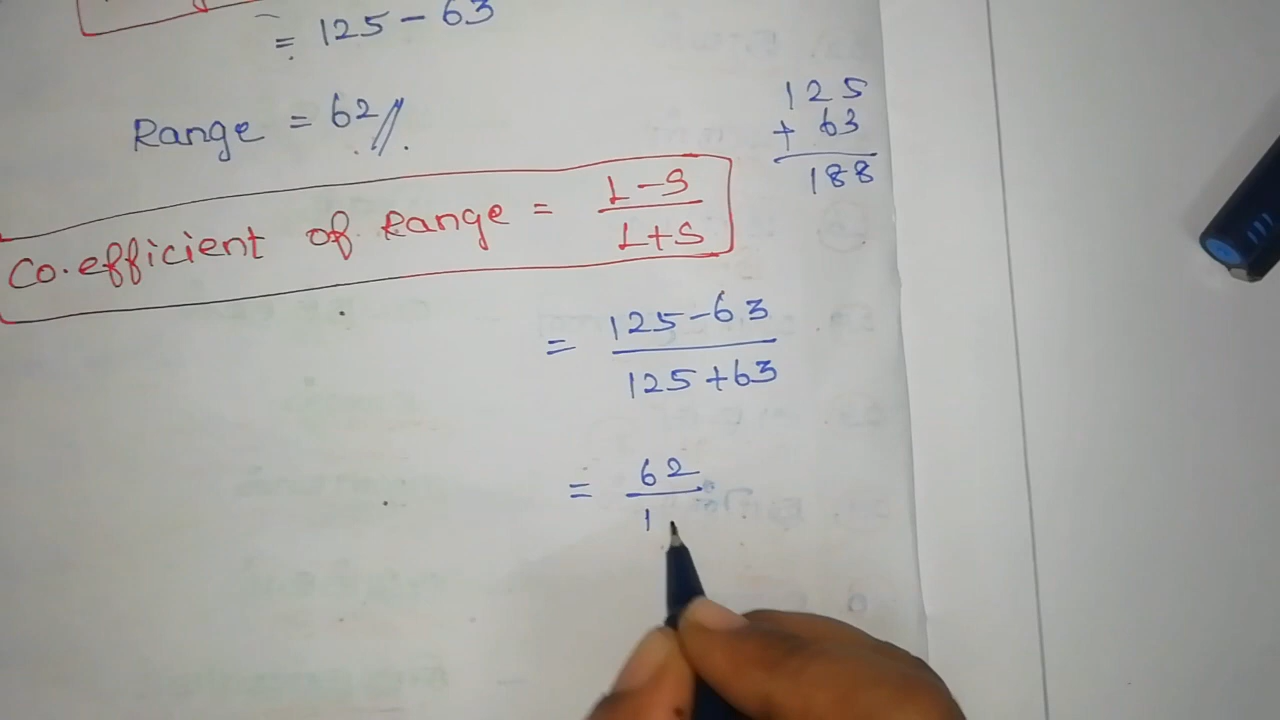 = 125 - 63
Range = 62//.
Co.efficient of Range = L-S / L+S
125
+ 63
188
= 125-63 / 125+63
= 62 / 1